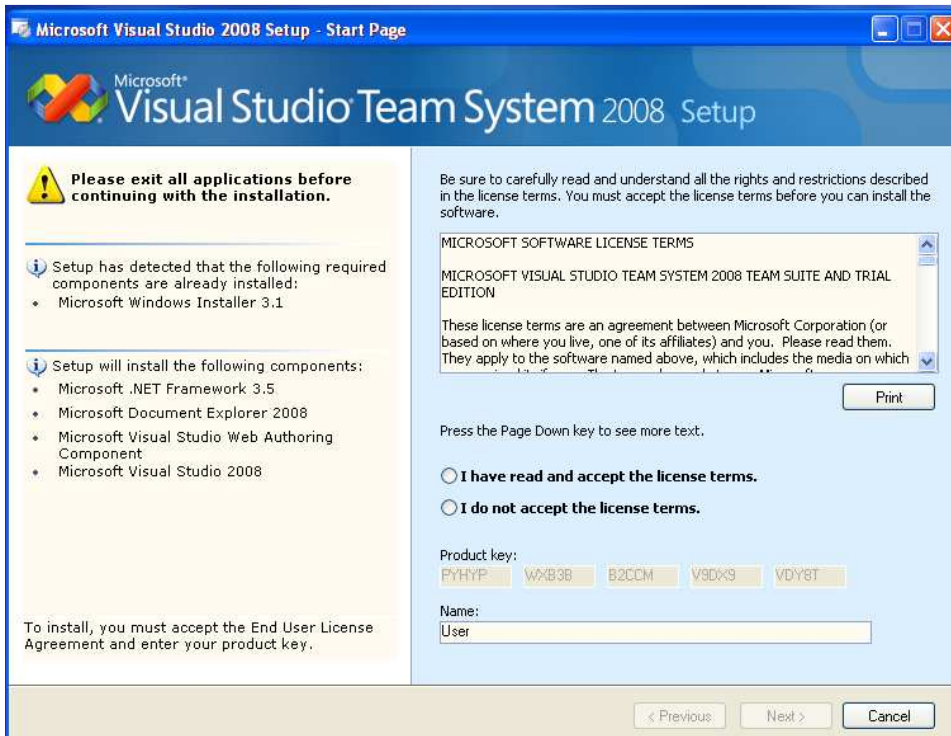 Microsoft Visual Studio 2008 Setup - Start Page
Microsoft®
Visual Studio Team System 2008 Setup
Please exit all applications before
continuing with the installation.
Setup has detected that the following required
components are already installed:
• Microsoft Windows Installer 3.1
Setup will install the following components:
• Microsoft .NET Framework 3.5
• Microsoft Document Explorer 2008
• Microsoft Visual Studio Web Authoring
Component
• Microsoft Visual Studio 2008
To install, you must accept the End User License
Agreement and enter your product key.
Be sure to carefully read and understand all the rights and restrictions described
in the license terms. You must accept the license terms before you can install the
software.
MICROSOFT SOFTWARE LICENSE TERMS
MICROSOFT VISUAL STUDIO TEAM SYSTEM 2008 TEAM SUITE AND TRIAL
EDITION
These license terms are an agreement between Microsoft Corporation (or
based on where you live, one of its affiliates) and you. Please read them.
They apply to the software named above, which includes the media on which
Print
Press the Page Down key to see more text.
I have read and accept the license terms.
I do not accept the license terms.
Product key:
PYHYP WXB3B B2CCM V9DX9 VDY8T
Name:
User
< Previous Next > Cancel